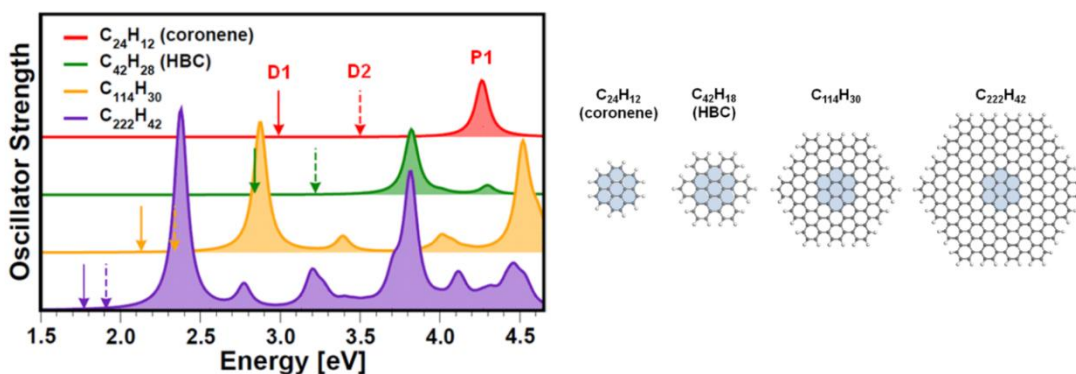 Oscillator Strength
C24H12 (coronene)
C42H28 (HBC)
C114H30
C222H42
D1
D2
P1
1.5 2.0 2.5 3.0 3.5 4.0 4.5
Energy [eV]
C24H12
(coronene)
C42H18
(HBC)
C114H30
C222H42